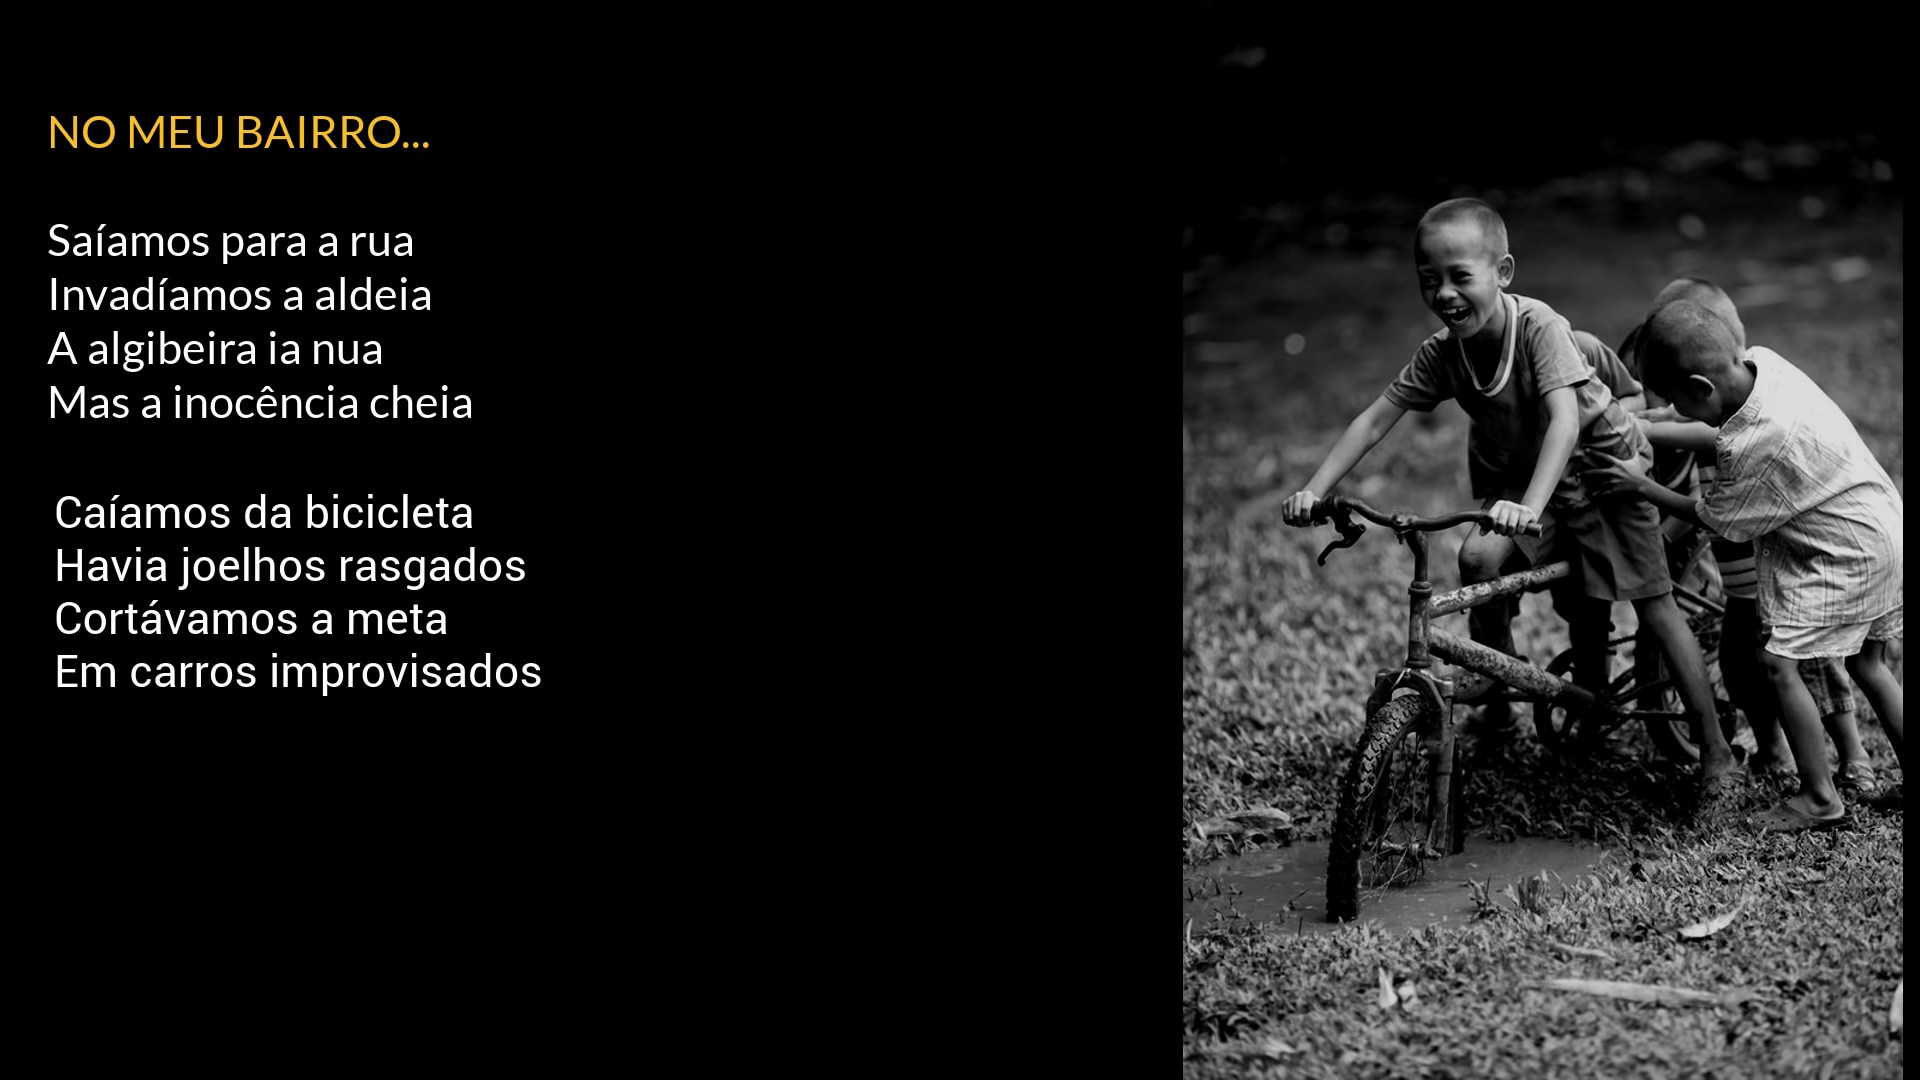 NO MEU BAIRRO...
Saíamos para a rua
Invadíamos a aldeia
A algibeira ia nua
Mas a inocência cheia
Caíamos da bicicleta
Havia joelhos rasgados
Cortávamos a meta
Em carros improvisados